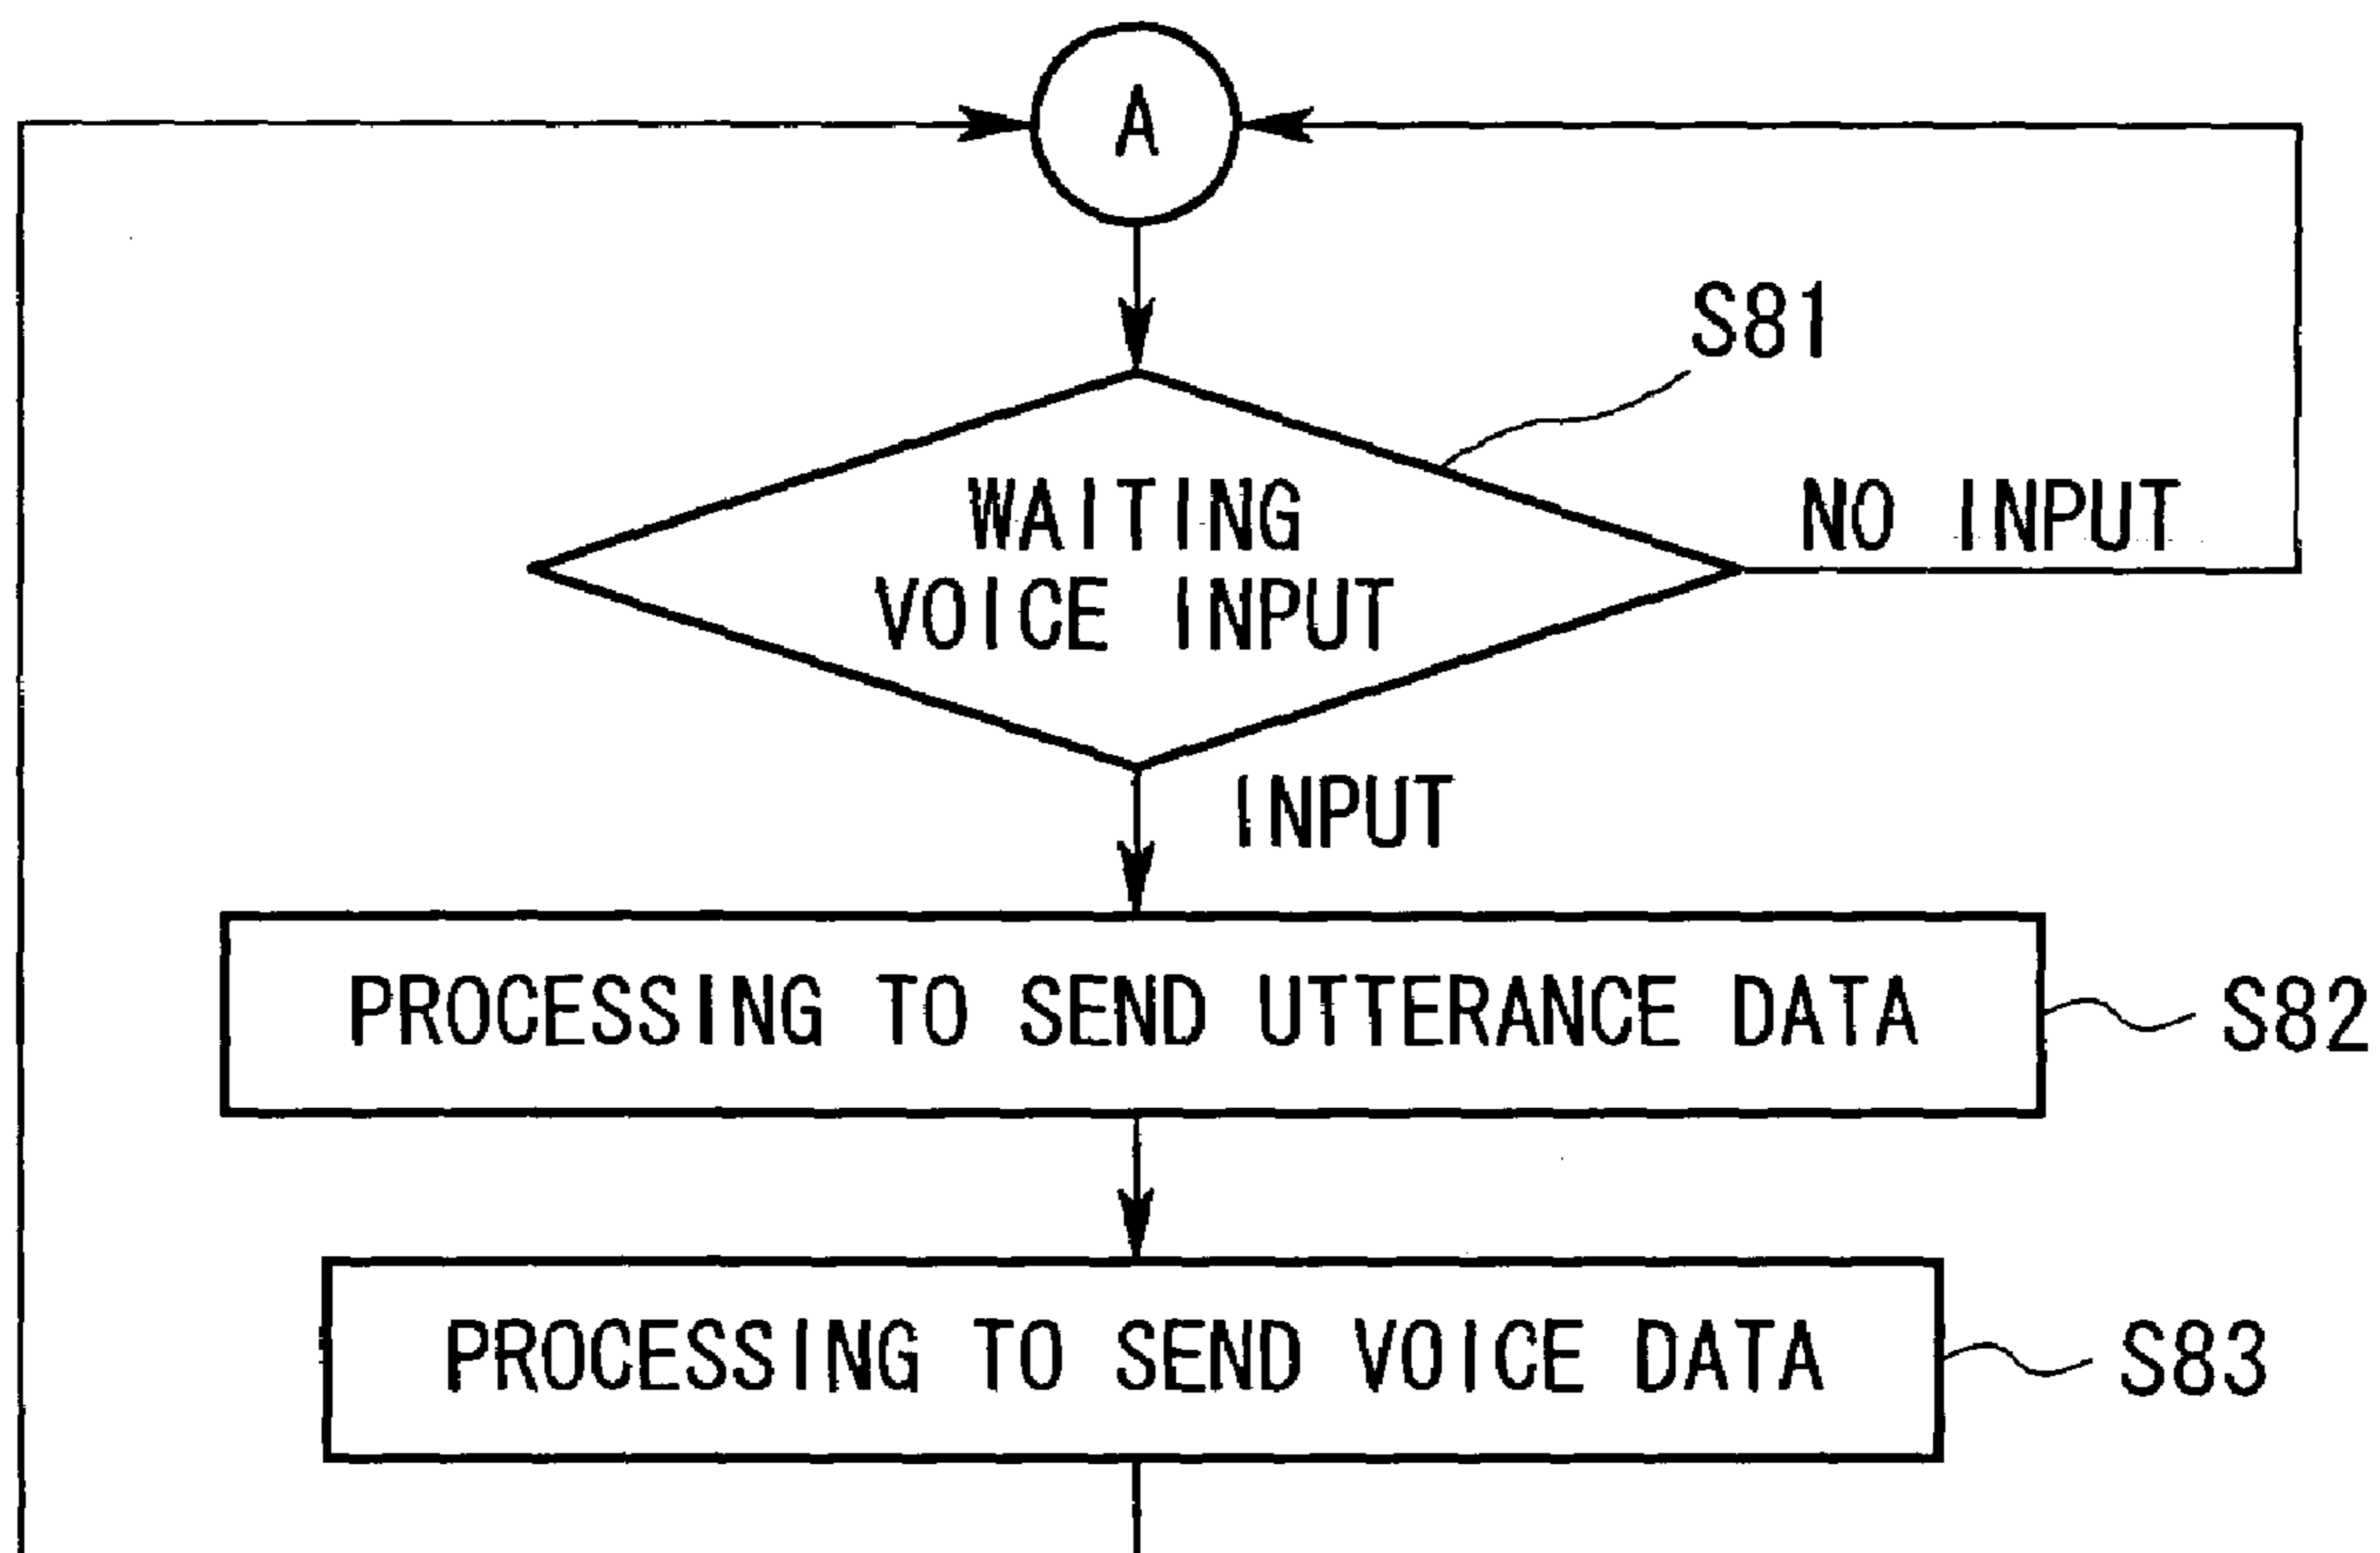 A
S81
WAITING
VOICE INPUT
NO INPUT
INPUT
PROCESSING TO SEND UTTERANCE DATA
S82
PROCESSING TO SEND VOICE DATA
S83